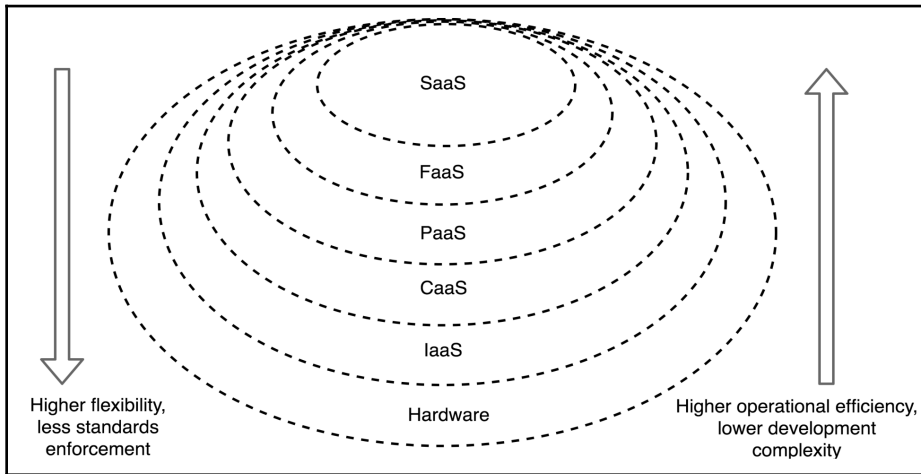 SaaS
FaaS
PaaS
CaaS
IaaS
Hardware
Higher flexibility,
less standards
enforcement
Higher operational efficiency,
lower development
complexity